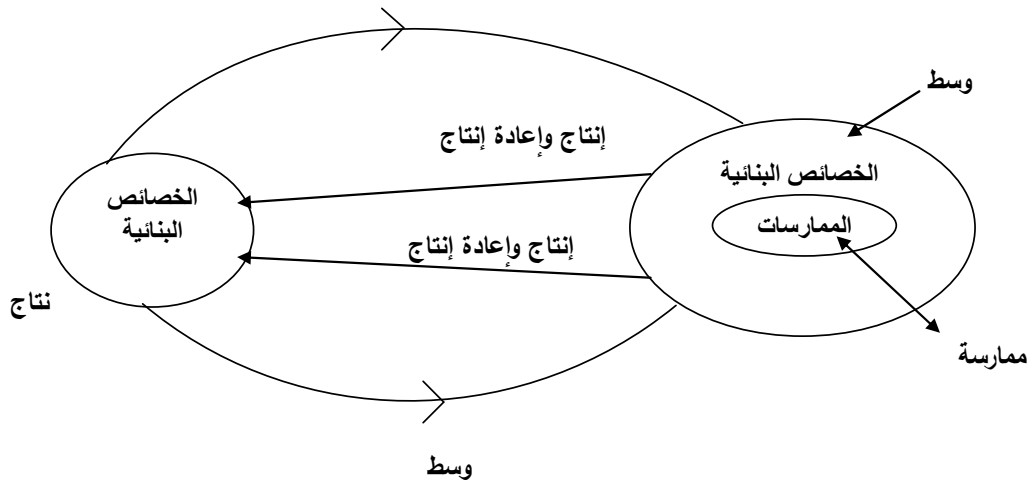 وسط
إنتاج وإعادة إنتاج
الخصائص البنائية
الخصائص
البنائية
الممارسات
إنتاج وإعادة إنتاج
نتاج
ممارسة
وسط